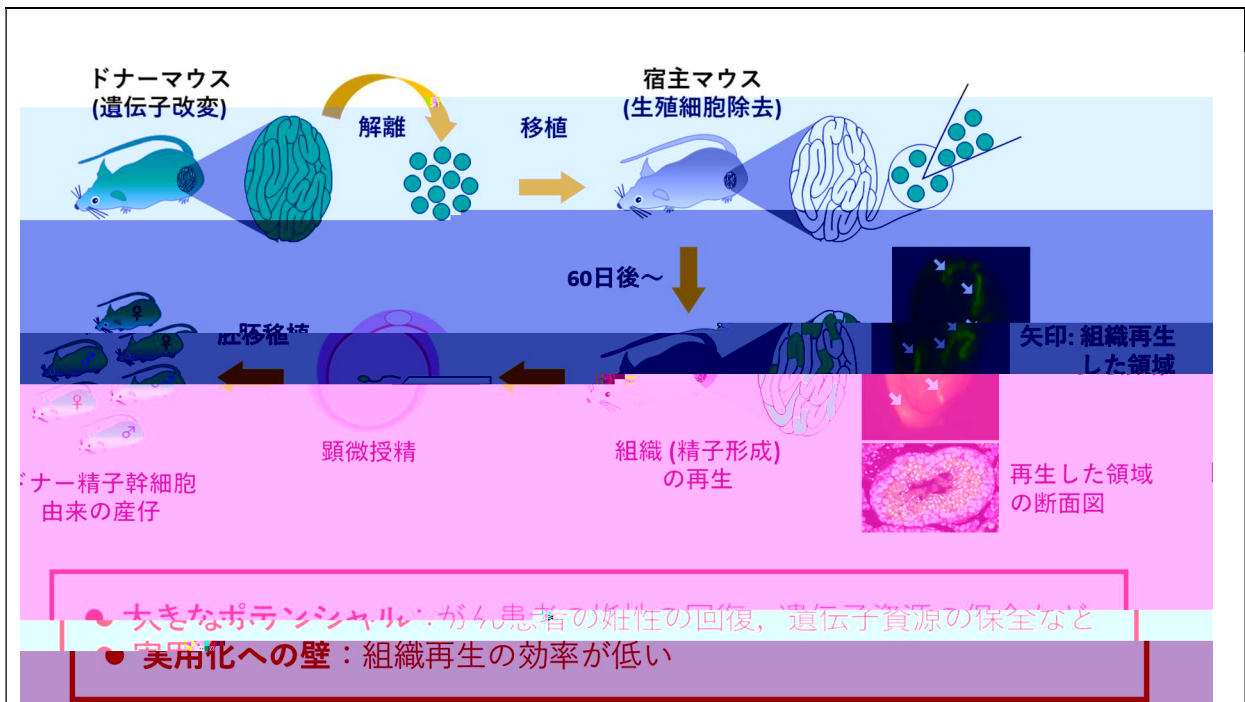 ドナーマウス
(遺伝子改変)
解離
移植
宿主マウス
(生殖細胞除去)
60日後～
矢印: 組織再生
した領域
胚移植
顕微授精
組織 (精子形成)
の再生
再生した領域
の断面図
ドナー精子幹細胞
由来の産仔
● 大きなポテンシャル：がん患者の妊性の回復，遺伝子資源の保全など
● 実用化への壁：組織再生の効率が低い